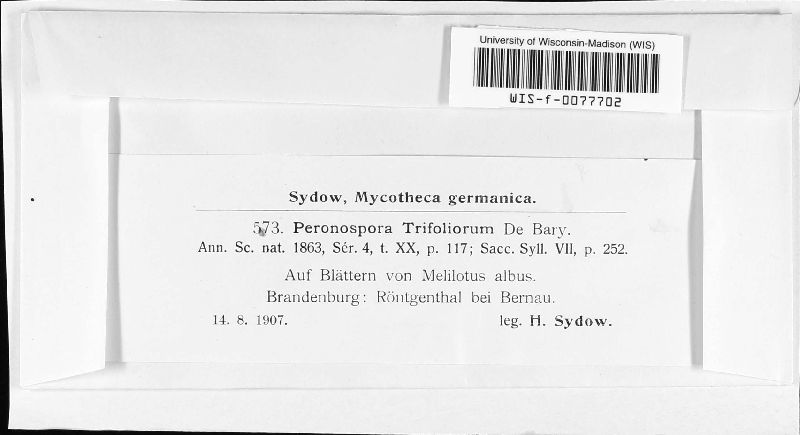 University of Wisconsin-Madison (WIS)
WIS-f-0077702
Sydow, Mycotheca germanica.
573. Peronospora Trifoliorum De Bary.
Ann. Sc. nat. 1863, Sér. 4, t. XX, p. 117; Sacc. Syll. VII, p. 252.
Auf Blättern von Melilotus albus.
Brandenburg: Röntgenthal bei Bernau.
14. 8. 1907. leg. H. Sydow.